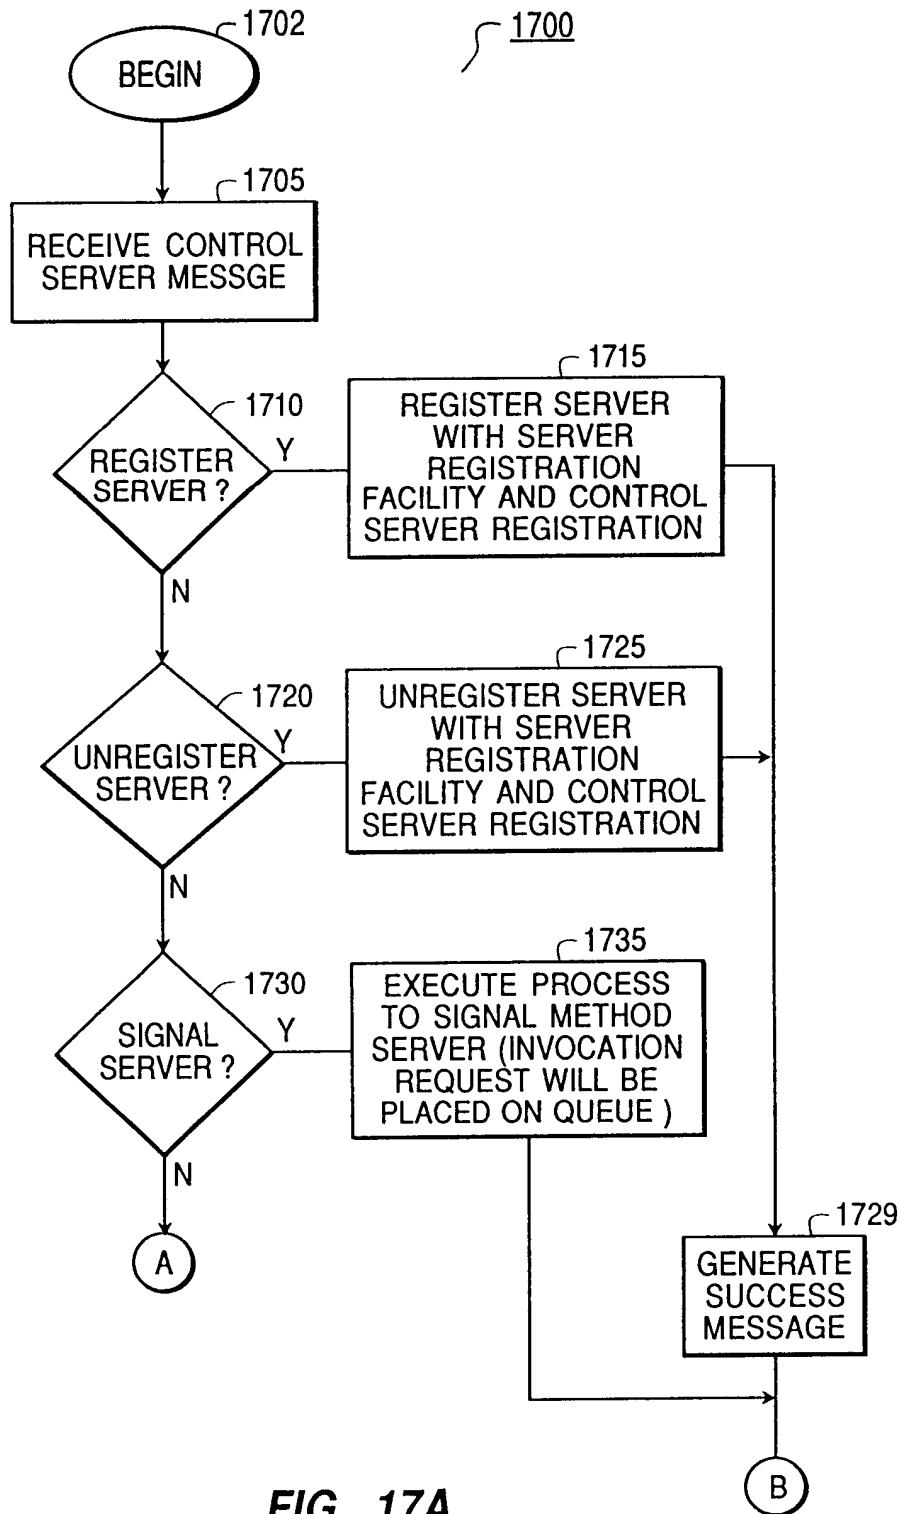 1702
1700
BEGIN
1705
RECEIVE CONTROL
SERVER MESSGE
1710
REGISTER
SERVER ?
Y
N
1715
REGISTER SERVER
WITH SERVER
REGISTRATION
FACILITY AND CONTROL
SERVER REGISTRATION
1720
UNREGISTER
SERVER ?
Y
N
1725
UNREGISTER SERVER
WITH SERVER
REGISTRATION
FACILITY AND CONTROL
SERVER REGISTRATION
1730
SIGNAL
SERVER ?
Y
N
1735
EXECUTE PROCESS
TO SIGNAL METHOD
SERVER (INVOCATION
REQUEST WILL BE
PLACED ON QUEUE )
A
1729
GENERATE
SUCCESS
MESSAGE
B
FIG. 17A